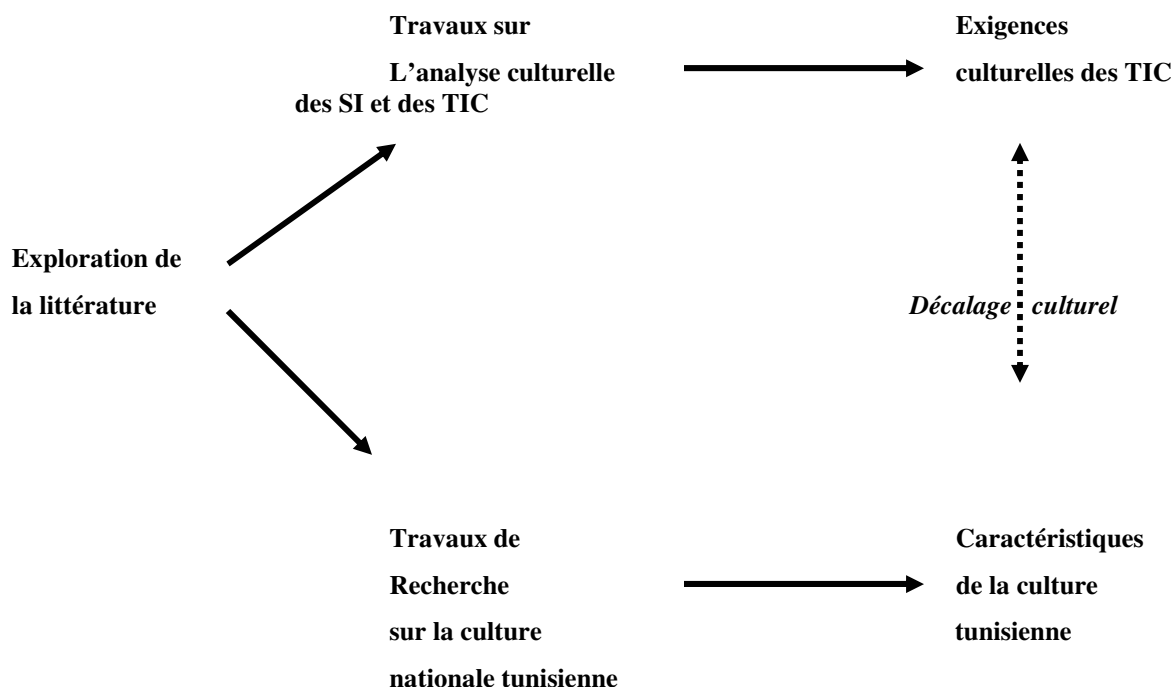 Travaux sur
L’analyse culturelle
des SI et des TIC
Exigences
culturelles des TIC
Exploration de
la littérature
Décalage culturel
Travaux de
Recherche
sur la culture
nationale tunisienne
Caractéristiques
de la culture
tunisienne